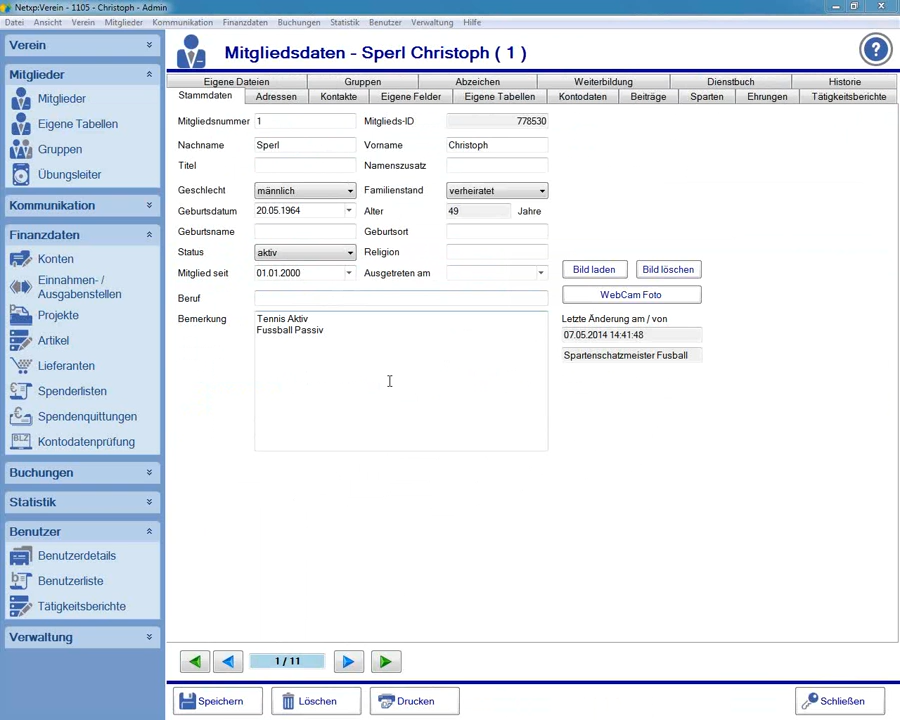 Netxp:Verein - 1105 - Christoph - Admin
Datei Ansicht Verein Mitglieder Kommunikation Finanzdaten Buchungen Statistik Benutzer Verwaltung Hilfe
Verein
Mitglieder
Mitglieder
Eigene Tabellen
Gruppen
Übungsleiter
Kommunikation
Finanzdaten
Konten
Einnahmen- /
Ausgabenstellen
Projekte
Artikel
Lieferanten
Spenderlisten
Spendenquittungen
BLZ Kontodatenprüfung
Buchungen
Statistik
Benutzer
Benutzerdetails
Benutzerliste
Tätigkeitsberichte
Verwaltung
Mitgliedsdaten - Sperl Christoph ( 1 )
?
Eigene Dateien Gruppen Abzeichen Weiterbildung Dienstbuch Historie
Stammdaten Adressen Kontakte Eigene Felder Eigene Tabellen Kontodaten Beiträge Sparten Ehrungen Tätigkeitsberichte
Mitgliedsnummer 1 Mitglieds-ID 778530
Nachname Sperl Vorname Christoph
Titel Namenszusatz
Geschlecht männlich Familienstand verheiratet
Geburtsdatum 20.05.1964 Alter 49 Jahre
Geburtsname Geburtsort
Status aktiv Religion
Mitglied seit 01.01.2000 Ausgetreten am
Beruf
Bemerkung Tennis Aktiv
Fussball Passiv
Bild laden Bild löschen
WebCam Foto
Letzte Änderung am / von
07.05.2014 14:41:48
Spartenschatzmeister Fusball
1 / 11
Speichern Löschen Drucken Schließen